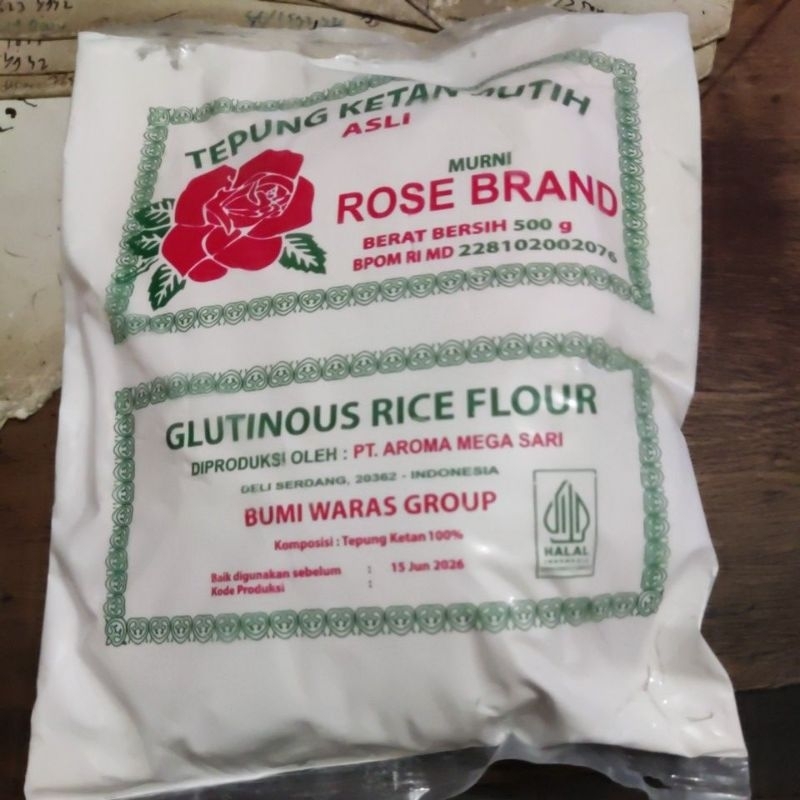 TEPUNG KETAN PUTIH
ASLI
MURNI
ROSE BRAND
BERAT BERSIH 500 g
BPOM RI MD 228102002076
GLUTINOUS RICE FLOUR
DIPRODUKSI OLEH : PT. AROMA MEGA SARI
DELI SERDANG, 20362 - INDONESIA
BUMI WARAS GROUP
Komposisi : Tepung Ketan 100%
Baik digunakan sebelum : 15 Jun 2026
Kode Produksi :
HALAL
INDONESIA